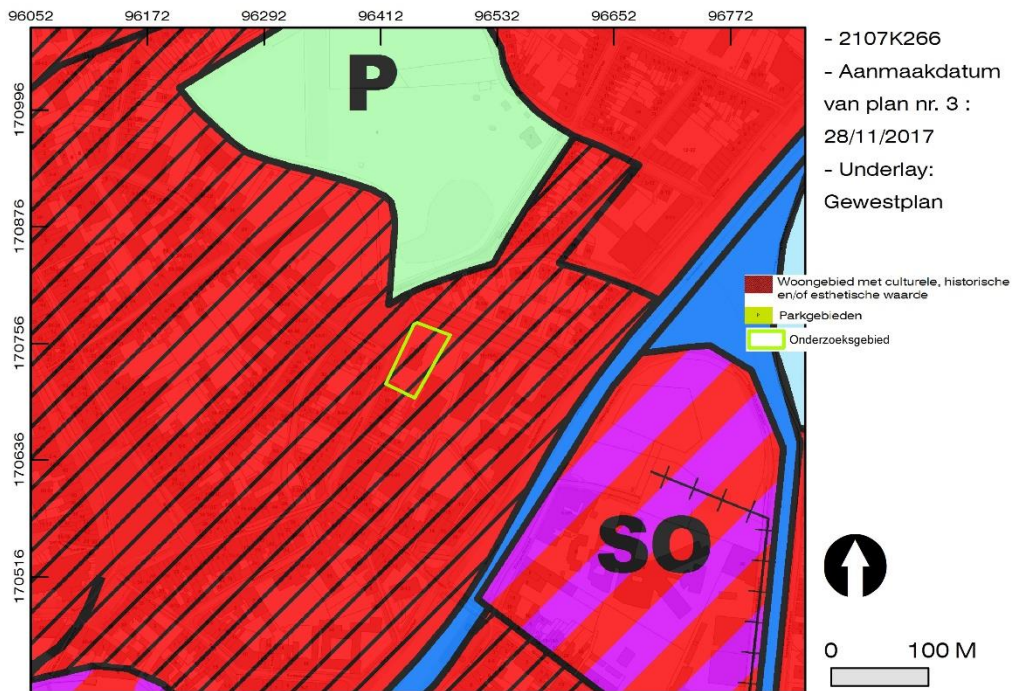 96052 96172 96292 96412 96532 96652 96772
170996
170876
170756
170636
170516
P
SO
- 2107K266
- Aanmaakdatum
van plan nr. 3 :
28/11/2017
- Underlay:
Gewestplan
Woongebied met culturele, historische
en/of esthetische waarde
P Parkgebieden
Onderzoeksgebied
0 100 M